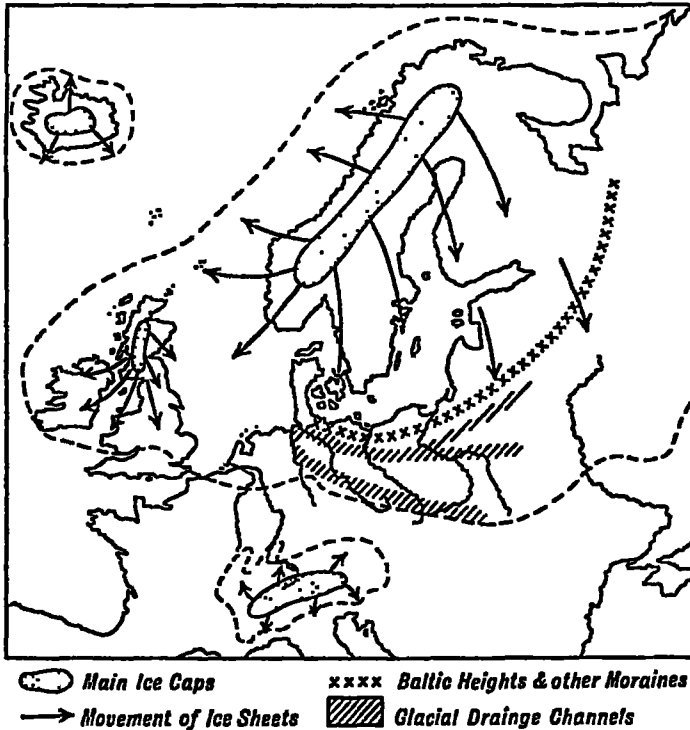 Main Ice Caps
xxxx Baltic Heights & other Moraines
Movement of Ice Sheets
Glacial Drainge Channels